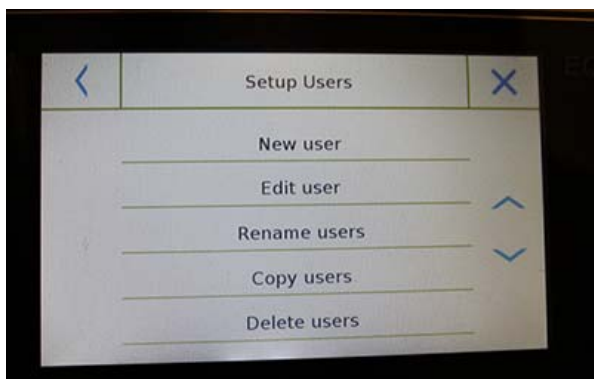 Setup Users
New user
Edit user
Rename users
Copy users
Delete users